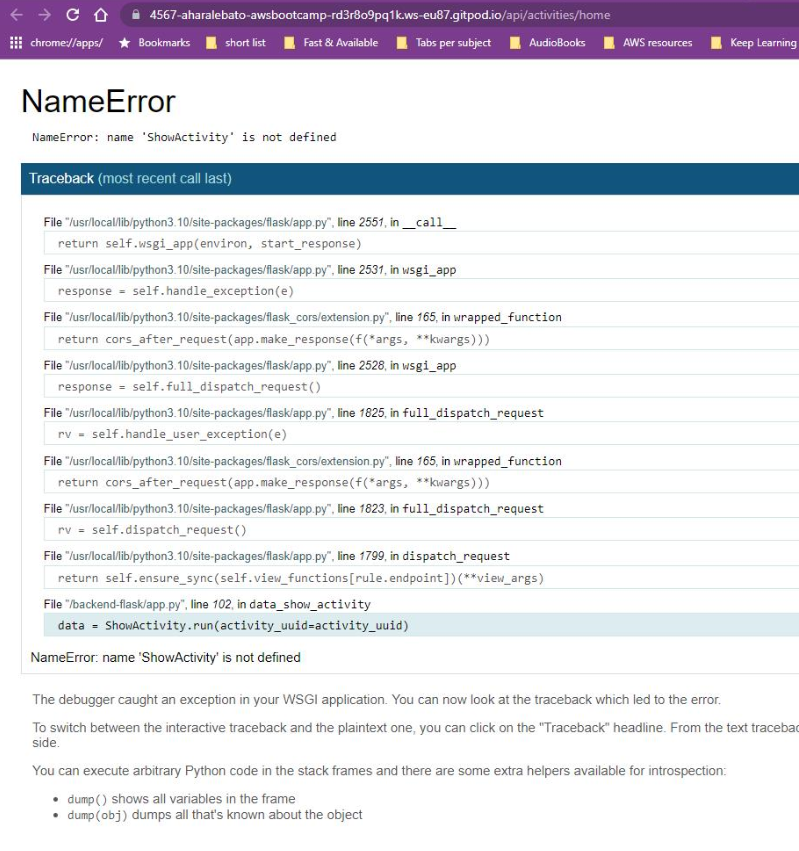 4567-aharalebato-awsbootcamp-rd3r8o9pq1k.ws-eu87.gitpod.io/api/activities/home
chrome://apps/ Bookmarks short list Fast & Available Tabs per subject AudioBooks AWS resources Keep Learning
NameError
NameError: name 'ShowActivity' is not defined
Traceback (most recent call last)
File "/usr/local/lib/python3.10/site-packages/flask/app.py", line 2551, in __call__
return self.wsgi_app(environ, start_response)
File "/usr/local/lib/python3.10/site-packages/flask/app.py", line 2531, in wsgi_app
response = self.handle_exception(e)
File "/usr/local/lib/python3.10/site-packages/flask_cors/extension.py", line 165, in wrapped_function
return cors_after_request(app.make_response(f(*args, **kwargs)))
File "/usr/local/lib/python3.10/site-packages/flask/app.py", line 2528, in wsgi_app
response = self.full_dispatch_request()
File "/usr/local/lib/python3.10/site-packages/flask/app.py", line 1825, in full_dispatch_request
rv = self.handle_user_exception(e)
File "/usr/local/lib/python3.10/site-packages/flask_cors/extension.py", line 165, in wrapped_function
return cors_after_request(app.make_response(f(*args, **kwargs)))
File "/usr/local/lib/python3.10/site-packages/flask/app.py", line 1823, in full_dispatch_request
rv = self.dispatch_request()
File "/usr/local/lib/python3.10/site-packages/flask/app.py", line 1799, in dispatch_request
return self.ensure_sync(self.view_functions[rule.endpoint])(**view_args)
File "/backend-flask/app.py", line 102, in data_show_activity
data = ShowActivity.run(activity_uuid=activity_uuid)
NameError: name 'ShowActivity' is not defined
The debugger caught an exception in your WSGI application. You can now look at the traceback which led to the error.
To switch between the interactive traceback and the plaintext one, you can click on the "Traceback" headline. From the text tracebac
side.
You can execute arbitrary Python code in the stack frames and there are some extra helpers available for introspection:
• dump() shows all variables in the frame
• dump(obj) dumps all that's known about the object